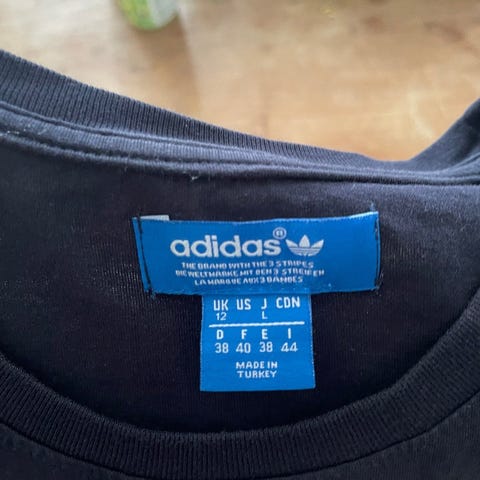 adidas®
THE BRAND WITH THE 3 STRIPES
DIE WELTMARKE MIT DEN 3 STREIFEN
LA MARQUE AUX 3 BANDES
UK US J CDN
12 L
D F E I
38 40 38 44
MADE IN
TURKEY